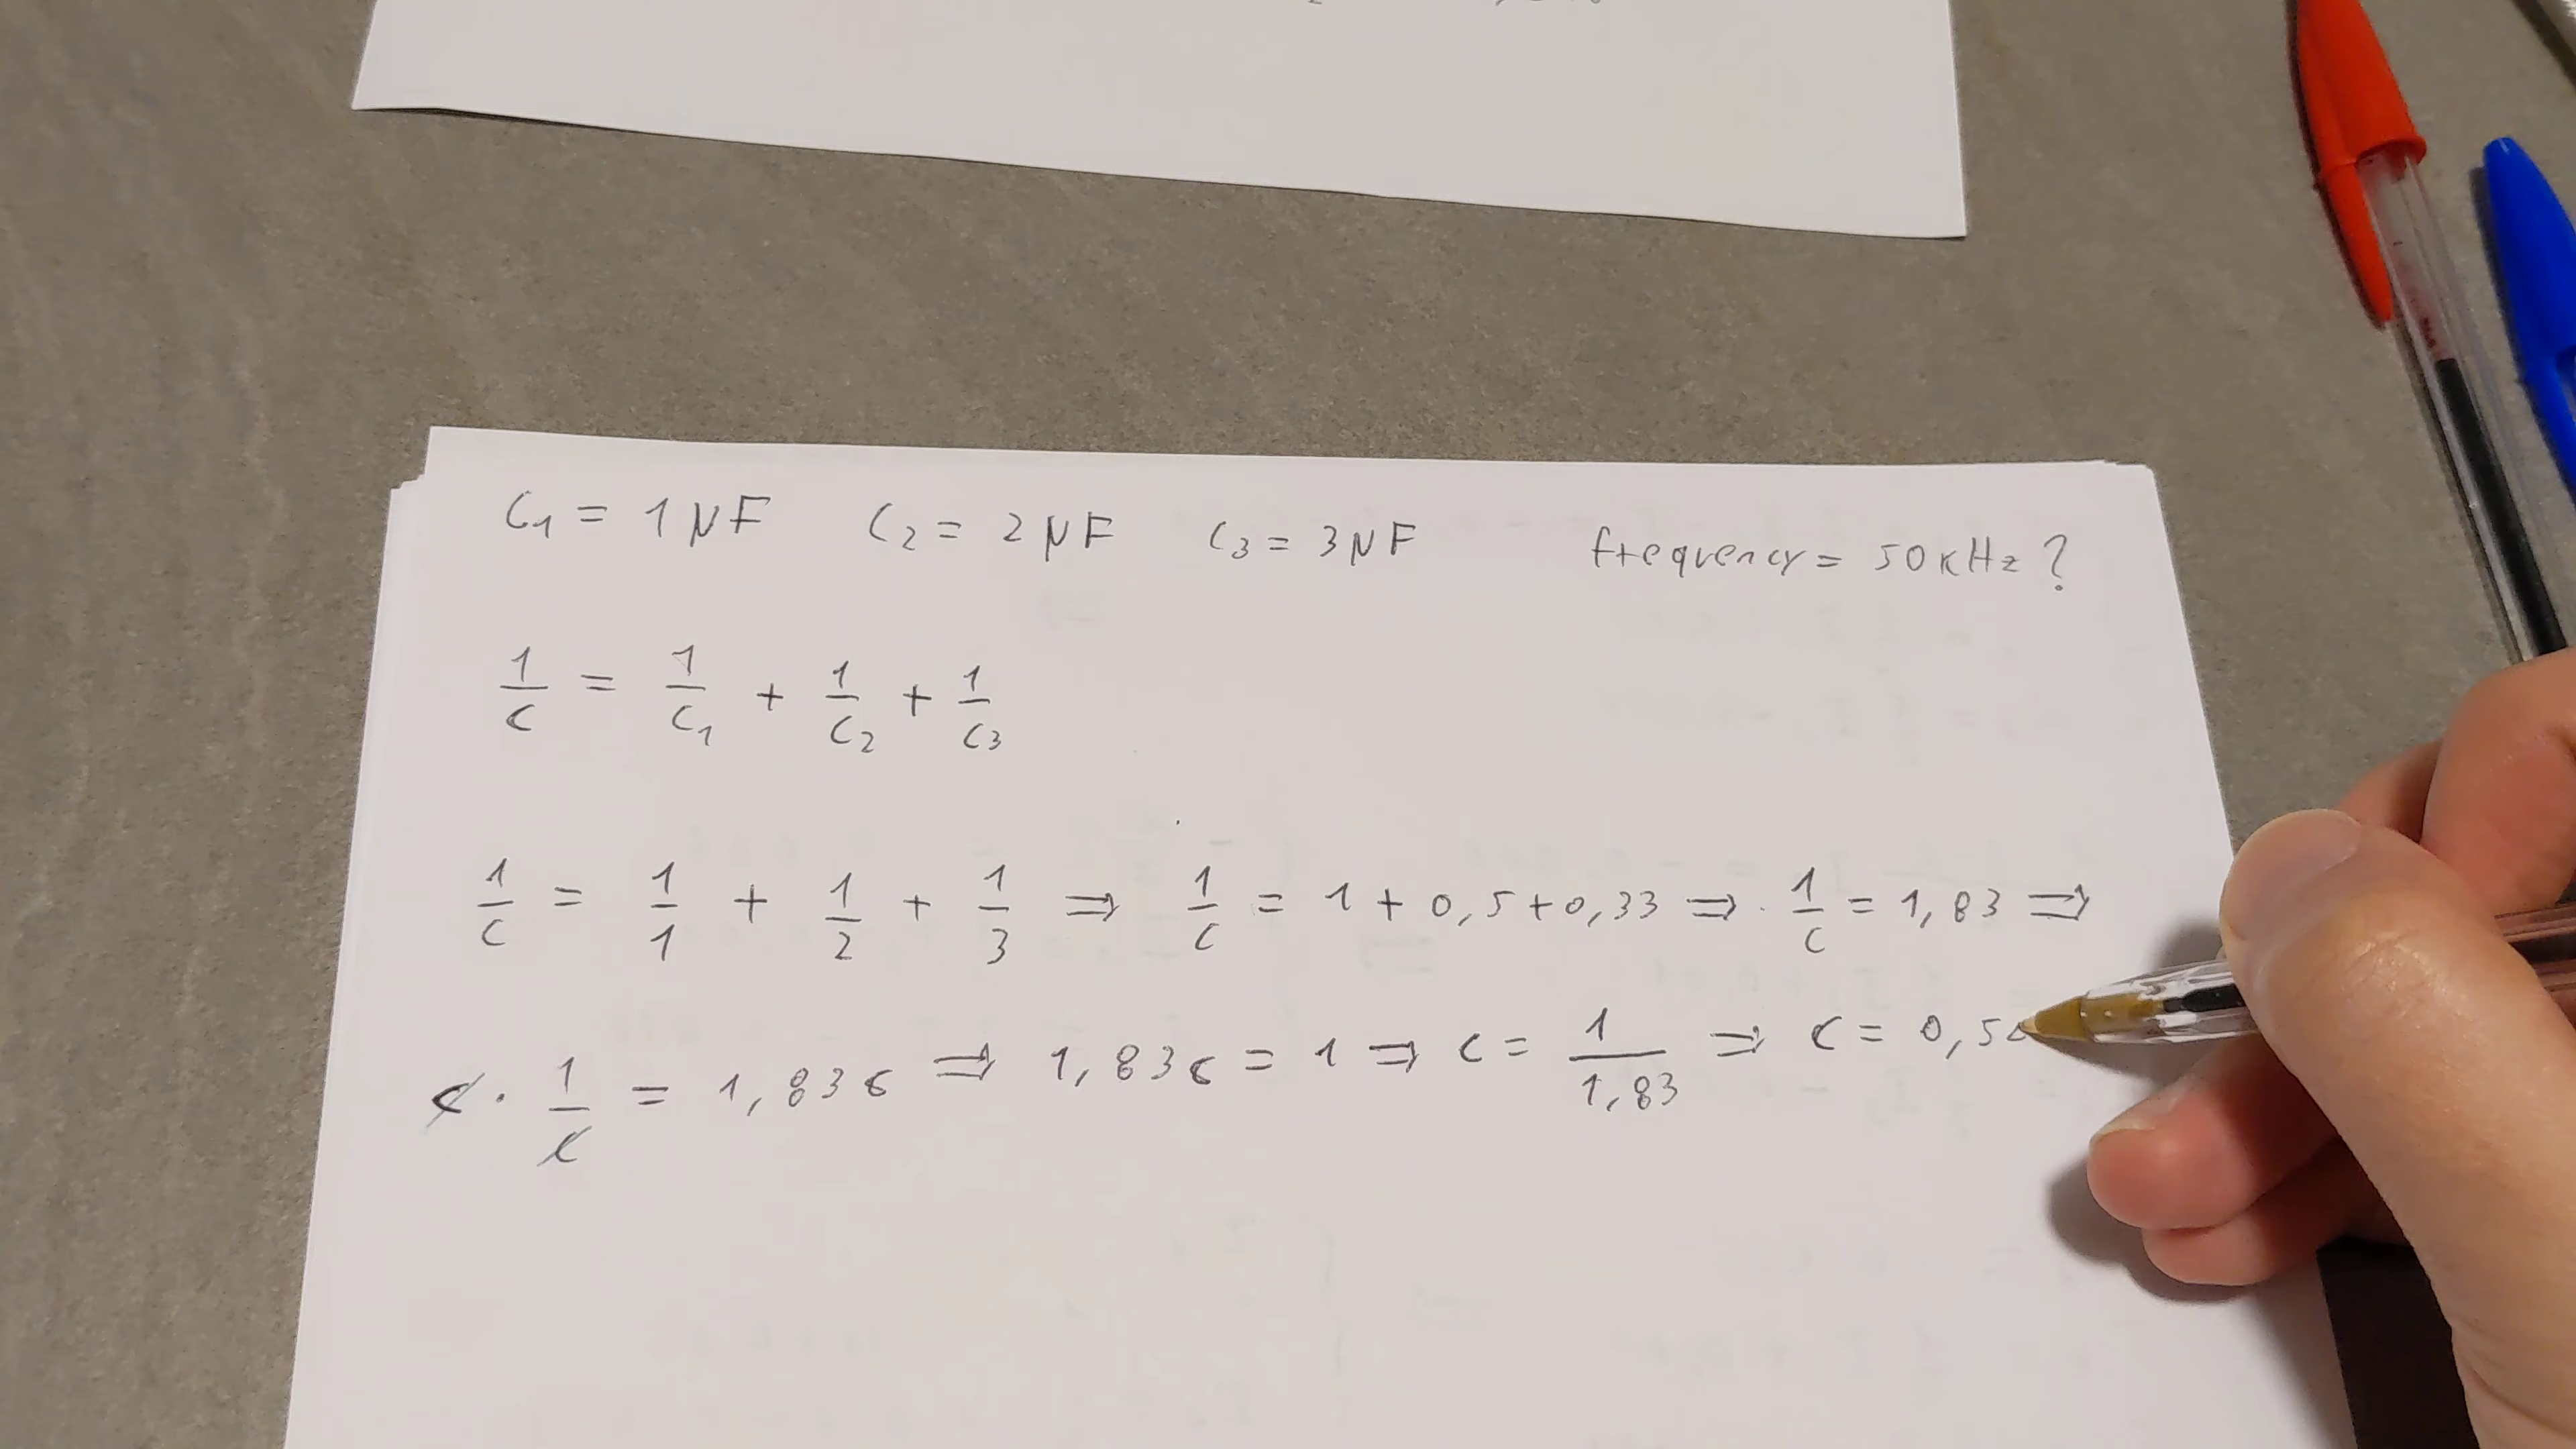 C₁ = 1 μF C₂ = 2 μF C₃ = 3 μF frequency = 50 kHz ?
1/C = 1/C₁ + 1/C₂ + 1/C₃
1/C = 1/1 + 1/2 + 1/3 ⇒ 1/C = 1 + 0,5 + 0,33 ⇒ 1/C = 1,83 ⇒
C · 1/C = 1,83C ⇒ 1,83C = 1 ⇒ C = 1/1,83 ⇒ C = 0,5